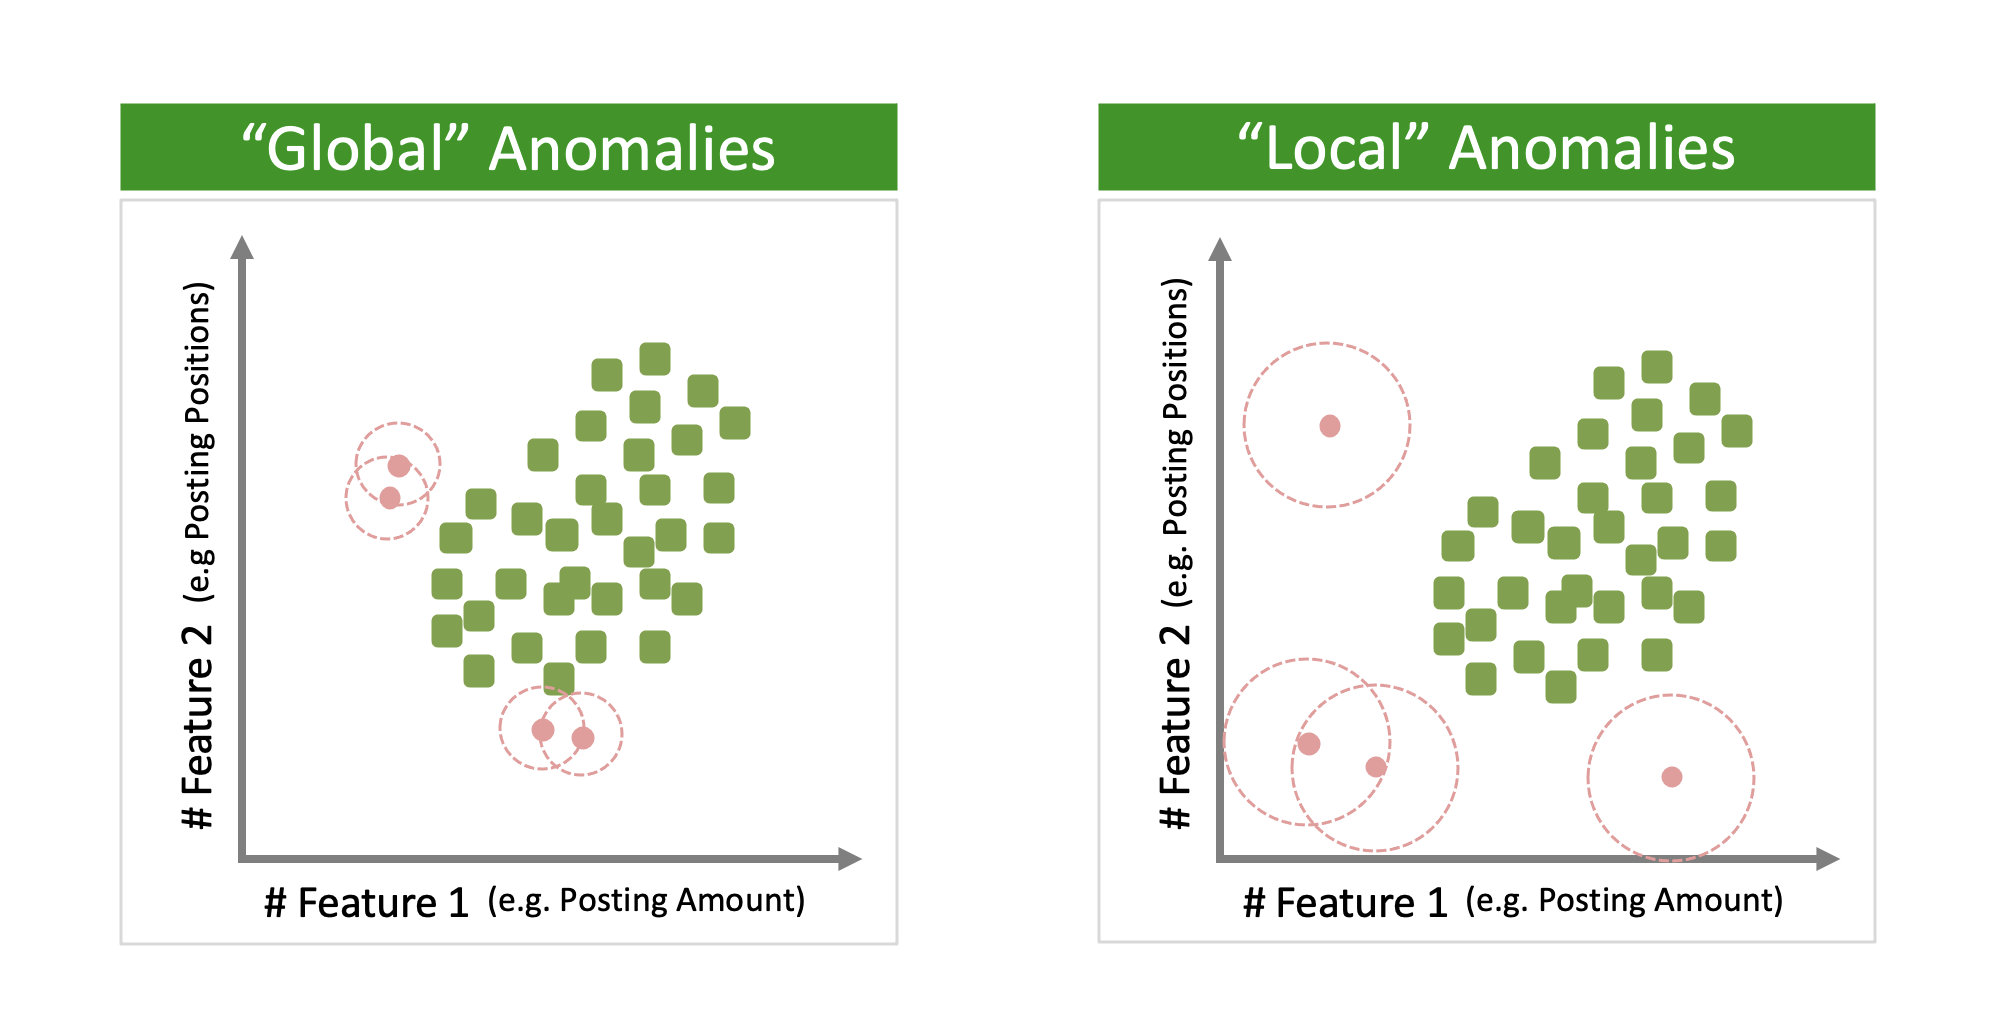 “Global” Anomalies
# Feature 2 (e.g Posting Positions)
# Feature 1 (e.g. Posting Amount)
“Local” Anomalies
# Feature 2 (e.g. Posting Positions)
# Feature 1 (e.g. Posting Amount)